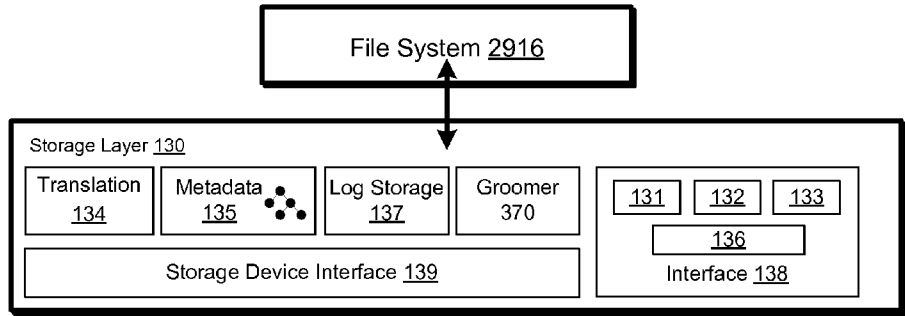 File System 2916
Storage Layer 130
Translation
134
Metadata
135
Log Storage
137
Groomer
370
131 132 133
136
Interface 138
Storage Device Interface 139